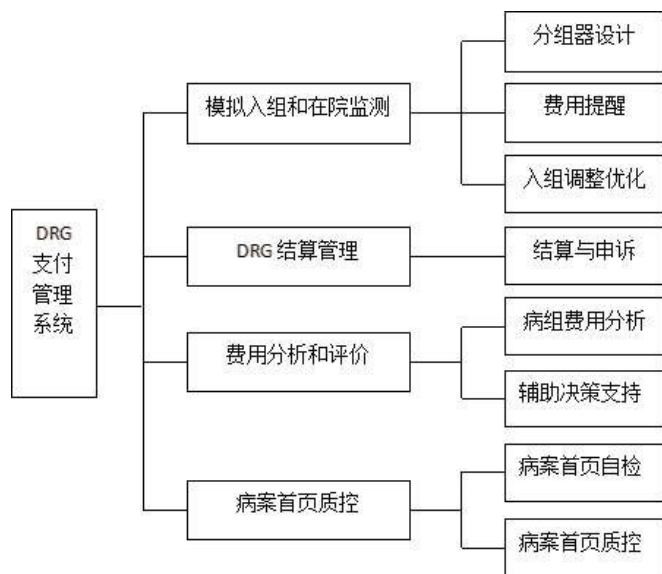 DRG
支付
管理
系统
模拟入组和在院监测
分组器设计
费用提醒
入组调整优化
DRG 结算管理
结算与申诉
费用分析和评价
病组费用分析
辅助决策支持
病案首页质控
病案首页自检
病案首页质控